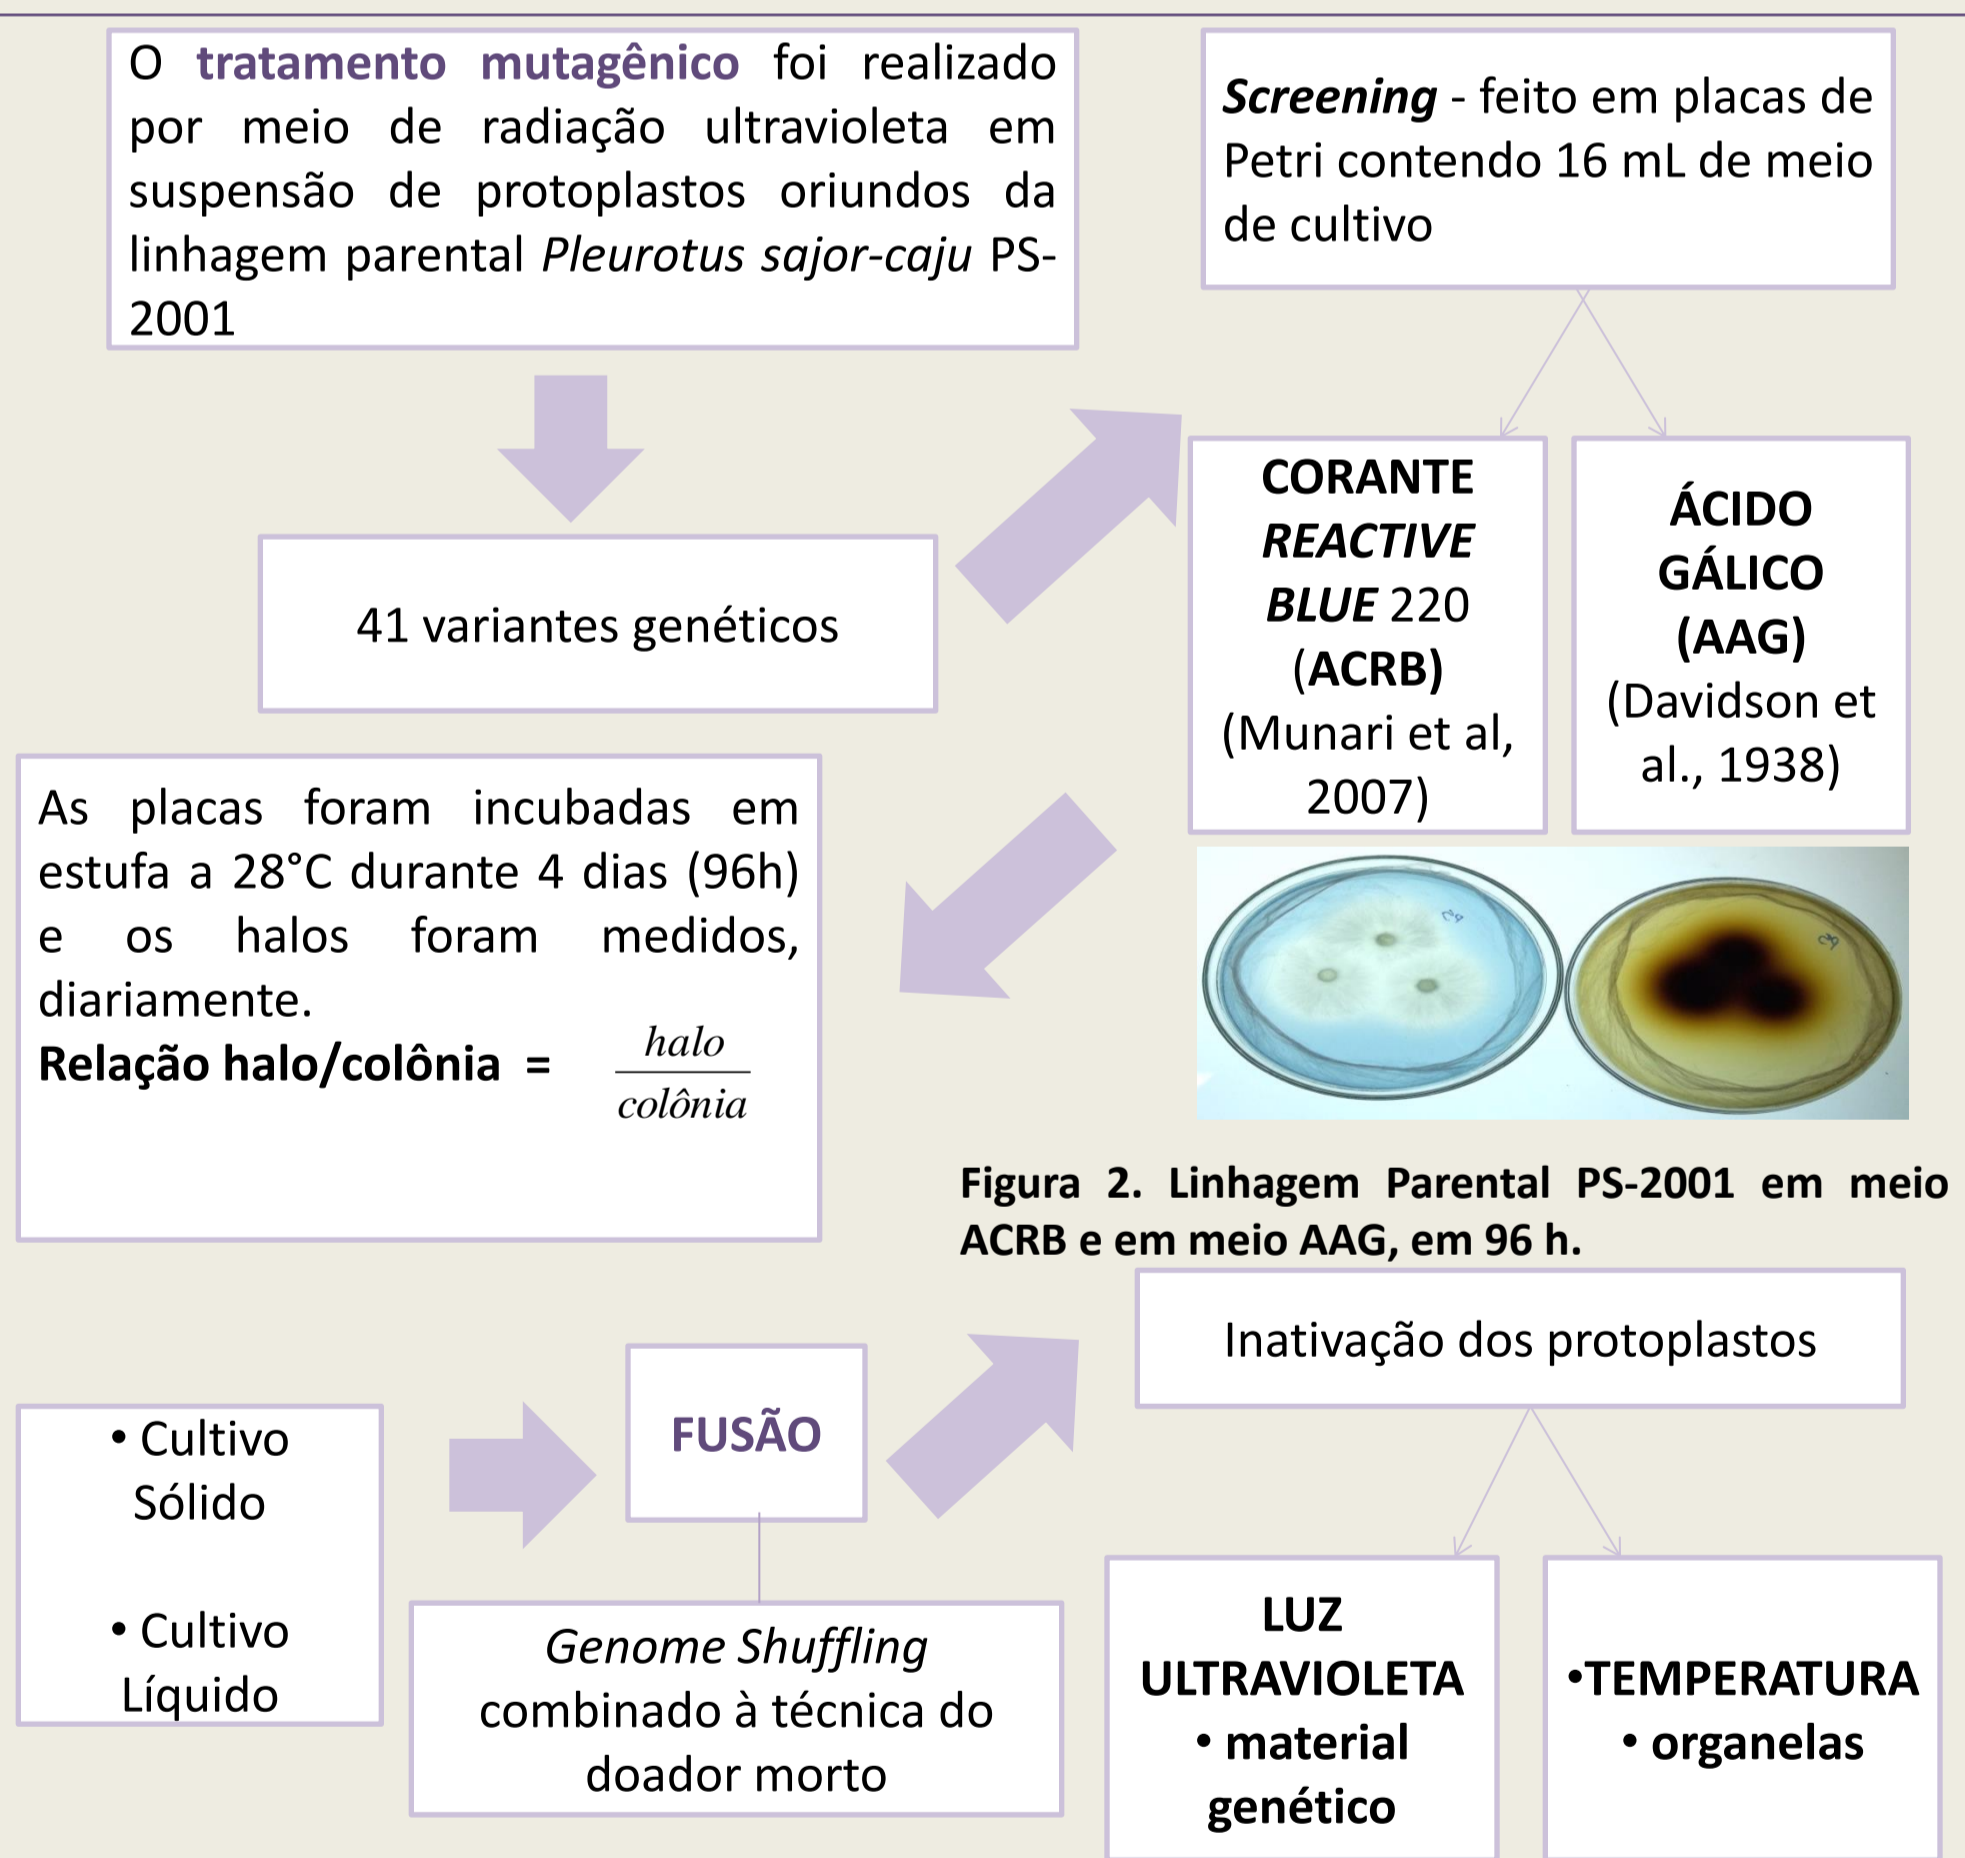 O tratamento mutagênico foi realizado
por meio de radiação ultravioleta em
suspensão de protoplastos oriundos da
linhagem parental Pleurotus sajor-caju PS-
2001
Screening - feito em placas de
Petri contendo 16 mL de meio
de cultivo
41 variantes genéticos
CORANTE
REACTIVE
BLUE 220
(ACRB)
(Munari et al,
2007)
ÁCIDO
GÁLICO
(AAG)
(Davidson et
al., 1938)
As placas foram incubadas em
estufa a 28°C durante 4 dias (96h)
e os halos foram medidos,
diariamente.
Relação halo/colônia = halo
colônia
Figura 2. Linhagem Parental PS-2001 em meio
ACRB e em meio AAG, em 96 h.
• Cultivo
Sólido
• Cultivo
Líquido
FUSÃO
Genome Shuffling
combinado à técnica do
doador morto
Inativação dos protoplastos
LUZ
ULTRAVIOLETA
• material
genético
•TEMPERATURA
• organelas